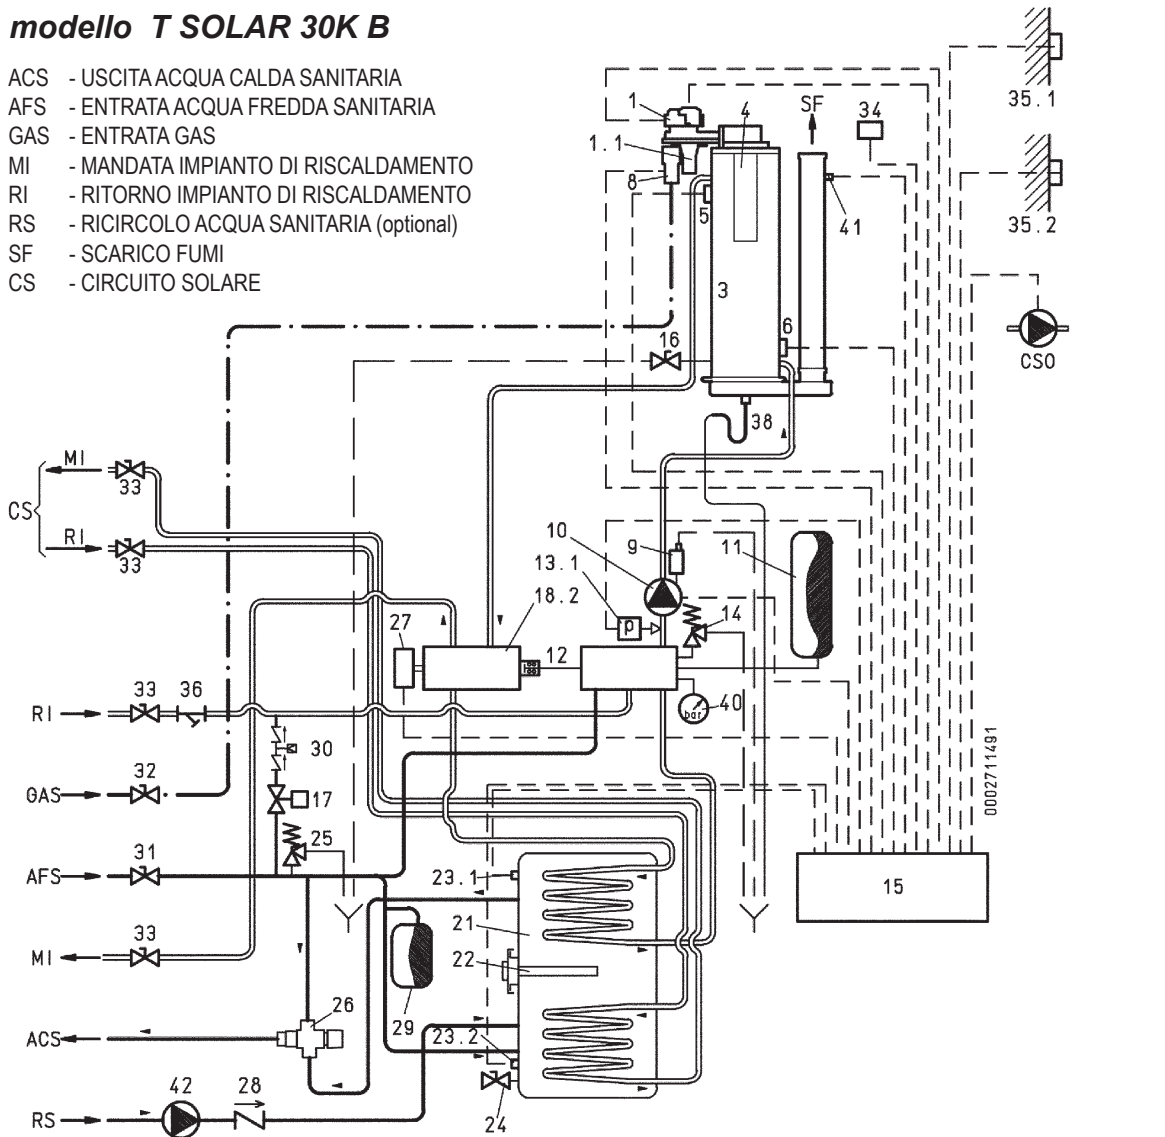 modello T SOLAR 30K B
ACS - USCITA ACQUA CALDA SANITARIA
AFS - ENTRATA ACQUA FREDDA SANITARIA
GAS - ENTRATA GAS
MI - MANDATA IMPIANTO DI RISCALDAMENTO
RI - RITORNO IMPIANTO DI RISCALDAMENTO
RS - RICIRCOLO ACQUA SANITARIA (optional)
SF - SCARICO FUMI
CS - CIRCUITO SOLARE
35.1
1
4
SF
34
1.1
8
5
41
35.2
3
6
16
CSO
38
MI
33
CS
RI
33
10
9
11
13.1
18.2
14
27
p
12
RI
33
36
40
bar
30
GAS
32
17
25
0002711491
AFS
31
23.1
15
21
MI
33
22
26
29
ACS
23.2
42
28
RS
24